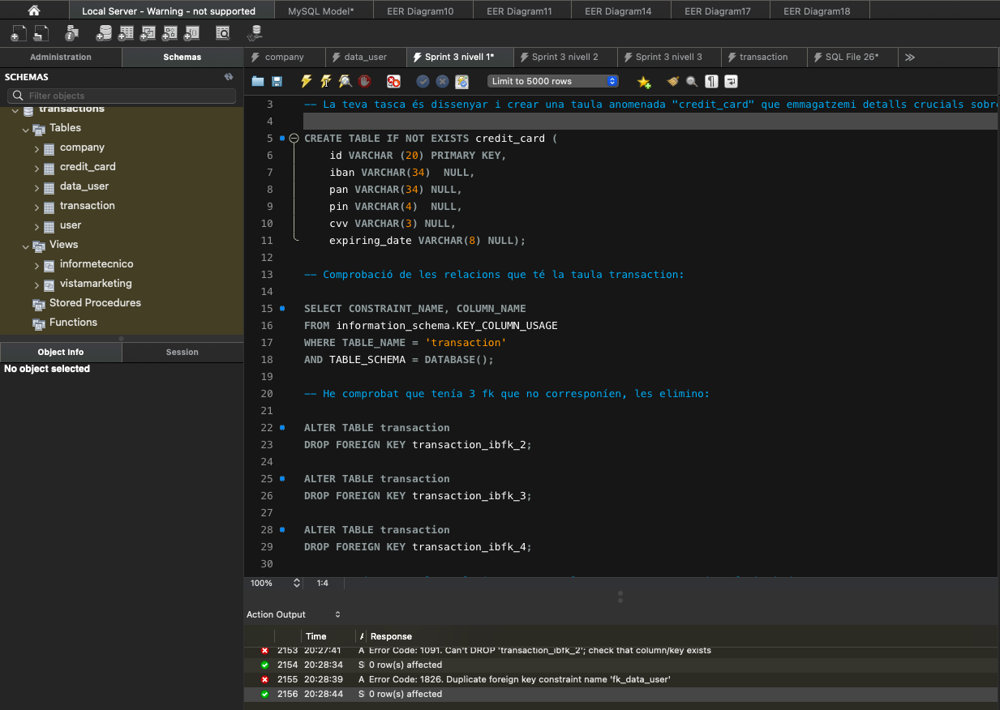 Local Server - Warning - not supported
MySQL Model*
EER Diagram10
EER Diagram11
EER Diagram14
EER Diagram17
EER Diagram18
Administration
Schemas
company
data_user
Sprint 3 nivell 1*
Sprint 3 nivell 2
Sprint 3 nivell 3
transaction
SQL File 26*
SCHEMAS
Filter objects
Limit to 5000 rows
transactions
Tables
company
credit_card
data_user
transaction
user
Views
informetecnico
vistamarketing
Stored Procedures
Functions
Object Info
Session
No object selected
3 -- La teva tasca és dissenyar i crear una taula anomenada "credit_card" que emmagatzemi detalls crucials sobre
4
5 CREATE TABLE IF NOT EXISTS credit_card (
6 id VARCHAR (20) PRIMARY KEY,
7 iban VARCHAR(34)  NULL,
8 pan VARCHAR(34) NULL,
9 pin VARCHAR(4)  NULL,
10 cvv VARCHAR(3) NULL,
11 expiring_date VARCHAR(8) NULL);
12
13 -- Comprobació de les relacions que té la taula transaction:
14
15 SELECT CONSTRAINT_NAME, COLUMN_NAME
16 FROM information_schema.KEY_COLUMN_USAGE
17 WHERE TABLE_NAME = 'transaction'
18 AND TABLE_SCHEMA = DATABASE();
19
20 -- He comprobat que tenía 3 fk que no corresponíen, les elimino:
21
22 ALTER TABLE transaction
23 DROP FOREIGN KEY transaction_ibfk_2;
24
25 ALTER TABLE transaction
26 DROP FOREIGN KEY transaction_ibfk_3;
27
28 ALTER TABLE transaction
29 DROP FOREIGN KEY transaction_ibfk_4;
30
100% 1:4
Action Output
Time A Response
2153 20:27:41 A Error Code: 1091. Can't DROP 'transaction_ibfk_2'; check that column/key exists
2154 20:28:34 S 0 row(s) affected
2155 20:28:39 A Error Code: 1826. Duplicate foreign key constraint name 'fk_data_user'
2156 20:28:44 S 0 row(s) affected